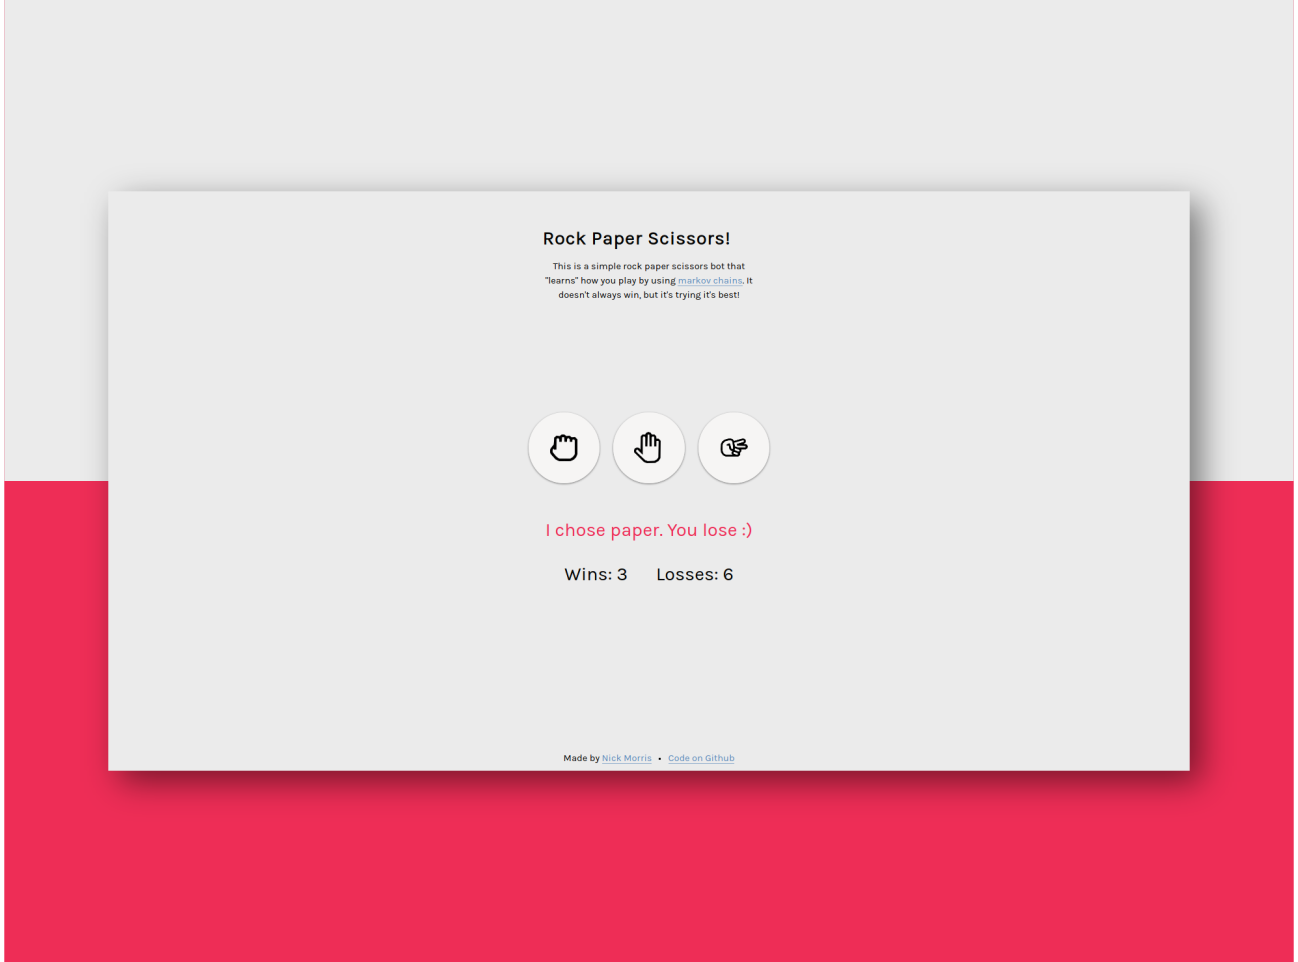 Rock Paper Scissors!
This is a simple rock paper scissors bot that
"learns" how you play by using markov chains. It
doesn't always win, but it's trying it's best!
I chose paper. You lose :)
Wins: 3 Losses: 6
Made by Nick Morris • Code on Github